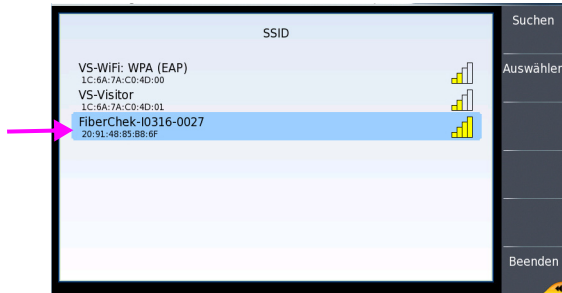 SSID
Suchen
VS-WiFi: WPA (EAP)
1C:6A:7A:C0:4D:00
Auswähler
VS-Visitor
1C:6A:7A:C0:4D:01
FiberChek-I0316-0027
20:91:48:85:B8:6F
Beenden